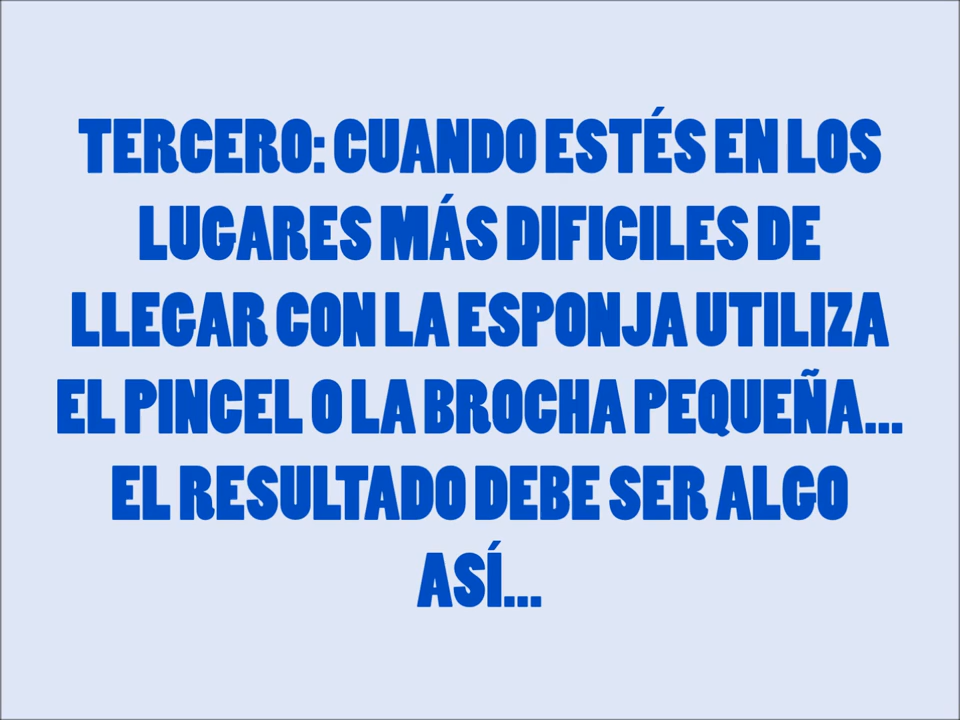 TERCERO: CUANDO ESTÉS EN LOS
LUGARES MÁS DIFICILES DE
LLEGAR CON LA ESPONJA UTILIZA
EL PINCEL O LA BROCHA PEQUEÑA...
EL RESULTADO DEBE SER ALGO
ASÍ...